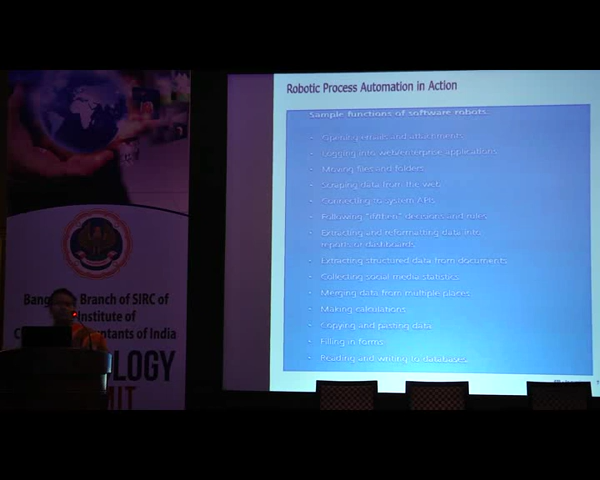 Robotic Process Automation in Action
Sample functions of software robots
Opening emails and attachments
Logging into web/enterprise applications
Moving files and folders
Scraping data from the web
Connecting to system APIs
Following "if/then" decisions and rules
Extracting and reformatting data into
reports or dashboards
Extracting structured data from documents
Collecting social media statistics
Merging data from multiple places
Making calculations
Copying and pasting data
Filling in forms
Reading and writing to databases
Branch of SIRC of
Institute of
of India